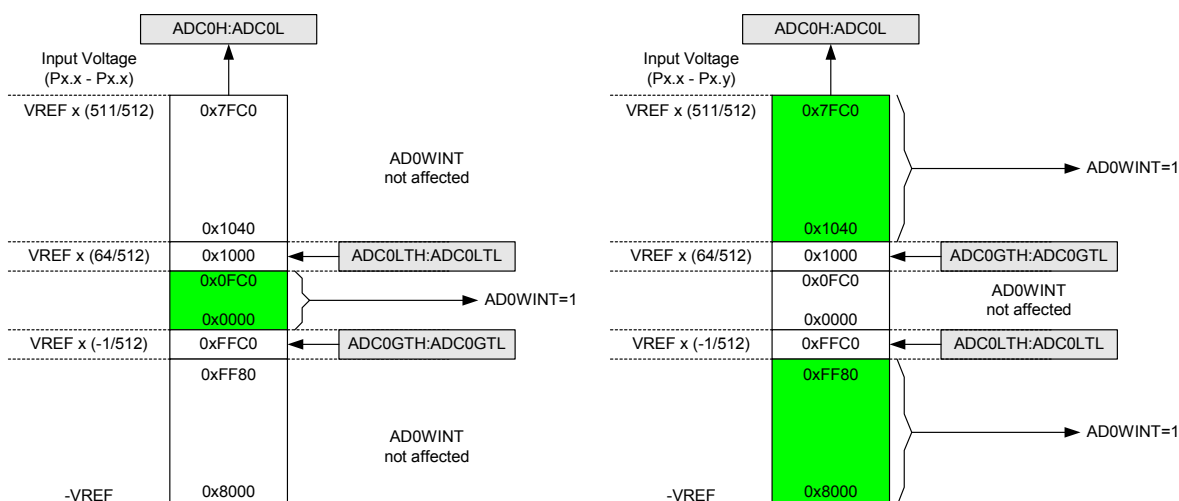 ADC0H:ADC0L
Input Voltage
(Px.x - Px.x)
VREF x (511/512)
0x7FC0
AD0WINT
not affected
0x1040
VREF x (64/512)
0x1000
ADC0LTH:ADC0LTL
0x0FC0
AD0WINT=1
0x0000
VREF x (-1/512)
0xFFC0
ADC0GTH:ADC0GTL
0xFF80
AD0WINT
not affected
-VREF
0x8000
ADC0H:ADC0L
Input Voltage
(Px.x - Px.y)
VREF x (511/512)
0x7FC0
AD0WINT=1
0x1040
VREF x (64/512)
0x1000
ADC0GTH:ADC0GTL
0x0FC0
AD0WINT
not affected
0x0000
VREF x (-1/512)
0xFFC0
ADC0LTH:ADC0LTL
0xFF80
AD0WINT=1
-VREF
0x8000